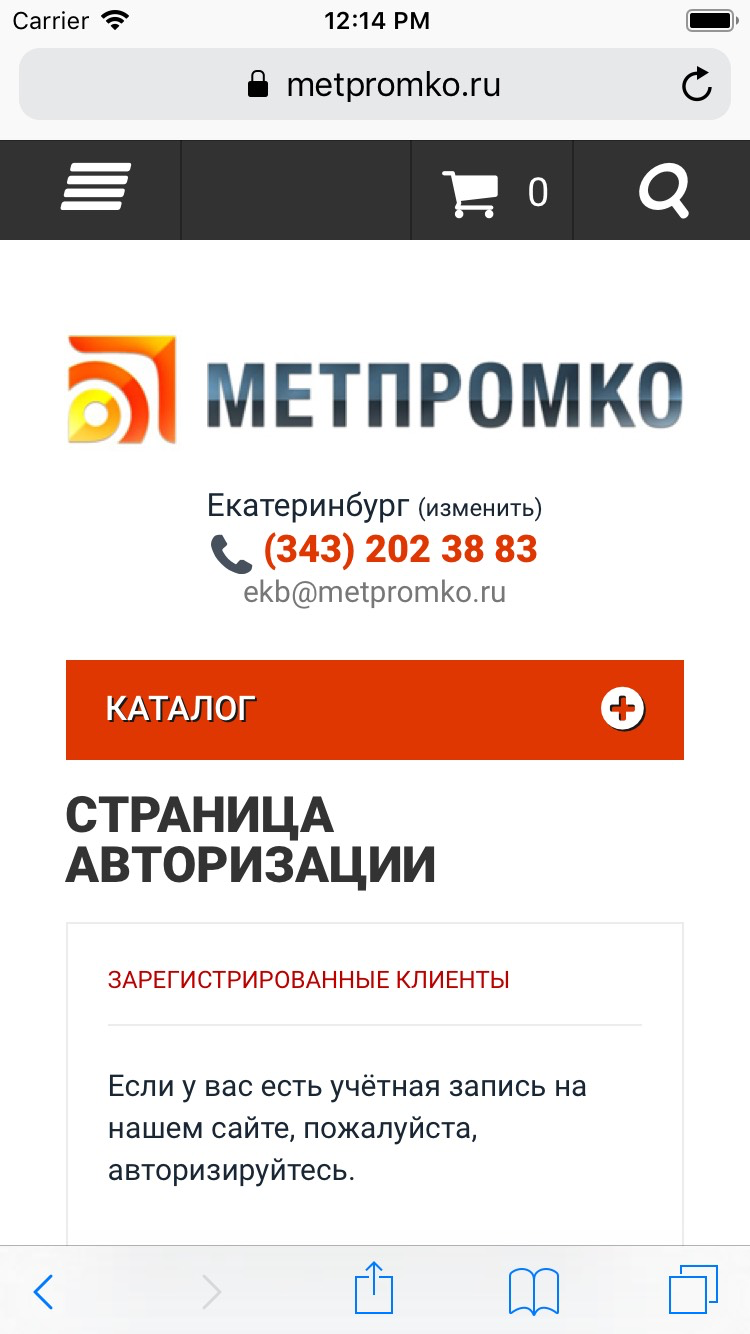 Carrier 12:14 PM
metpromko.ru
0
МЕТПРОМКО
Екатеринбург (изменить)
(343) 202 38 83
ekb@metpromko.ru
КАТАЛОГ
СТРАНИЦА
АВТОРИЗАЦИИ
ЗАРЕГИСТРИРОВАННЫЕ КЛИЕНТЫ
Если у вас есть учётная запись на
нашем сайте, пожалуйста,
авторизируйтесь.